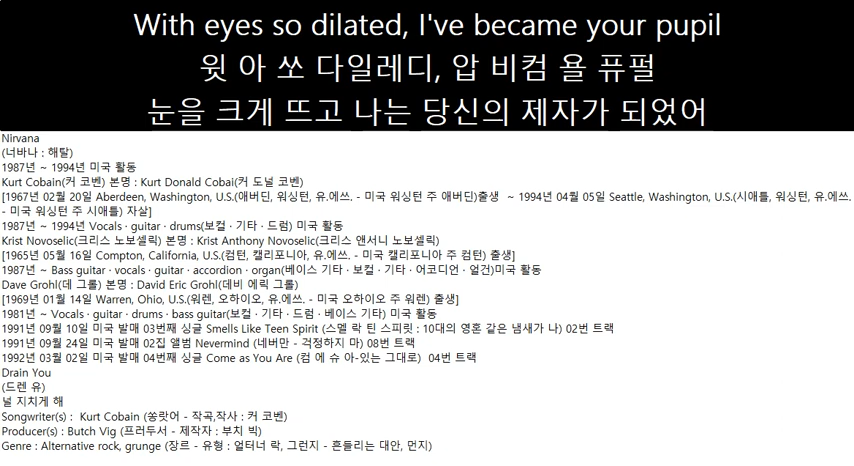 With eyes so dilated, I've became your pupil
윗 아 쏘 다일레디, 압 비컴 욜 퓨펄
눈을 크게 뜨고 나는 당신의 제자가 되었어
Nirvana
(너바나 : 해탈)
1987년 ~ 1994년 미국 활동
Kurt Cobain(커 코벤) 본명 : Kurt Donald Cobai(커 도널 코벤)
[1967년 02월 20일 Aberdeen, Washington, U.S.(애버딘, 워싱턴, 유.에쓰. - 미국 워싱턴 주 애버딘)출생 ~ 1994년 04월 05일 Seattle, Washington, U.S.(시애틀, 워싱턴, 유.에쓰.
- 미국 워싱턴 주 시애틀) 자살]
1987년 ~ 1994년 Vocals · guitar · drums(보컬 · 기타 · 드럼) 미국 활동
Krist Novoselic(크리스 노보셀릭) 본명 : Krist Anthony Novoselic(크리스 앤서니 노보셀릭)
[1965년 05월 16일 Compton, California, U.S.(컴턴, 캘리포니아, 유.에쓰. - 미국 캘리포니아 주 컴턴) 출생]
1987년 ~ Bass guitar · vocals · guitar · accordion · organ(베이스 기타 · 보컬 · 기타 · 어코디언 · 얼건)미국 활동
Dave Grohl(데 그롤) 본명 : David Eric Grohl(데비 에릭 그롤)
[1969년 01월 14일 Warren, Ohio, U.S.(워렌, 오하이오, 유.에쓰. - 미국 오하이오 주 워렌) 출생]
1981년 ~ Vocals · guitar · drums · bass guitar(보컬 · 기타 · 드럼 · 베이스 기타) 미국 활동
1991년 09월 10일 미국 발매 03번째 싱글 Smells Like Teen Spirit (스멜 락 틴 스피릿 : 10대의 영혼 같은 냄새가 나) 02번 트랙
1991년 09월 24일 미국 발매 02집 앨범 Nevermind (네버만 - 걱정하지 마) 08번 트랙
1992년 03월 02일 미국 발매 04번째 싱글 Come as You Are (컴 에 슈 아-있는 그대로) 04번 트랙
Drain You
(드렌 유)
널 지치게 해
Songwriter(s) : Kurt Cobain (쏭랏어 - 작곡,작사 : 커 코벤)
Producer(s) : Butch Vig (프러두서 - 제작자 : 부치 빅)
Genre : Alternative rock, grunge (장르 - 유형 : 얼터너 락, 그런지 - 흔들리는 대안, 먼지)